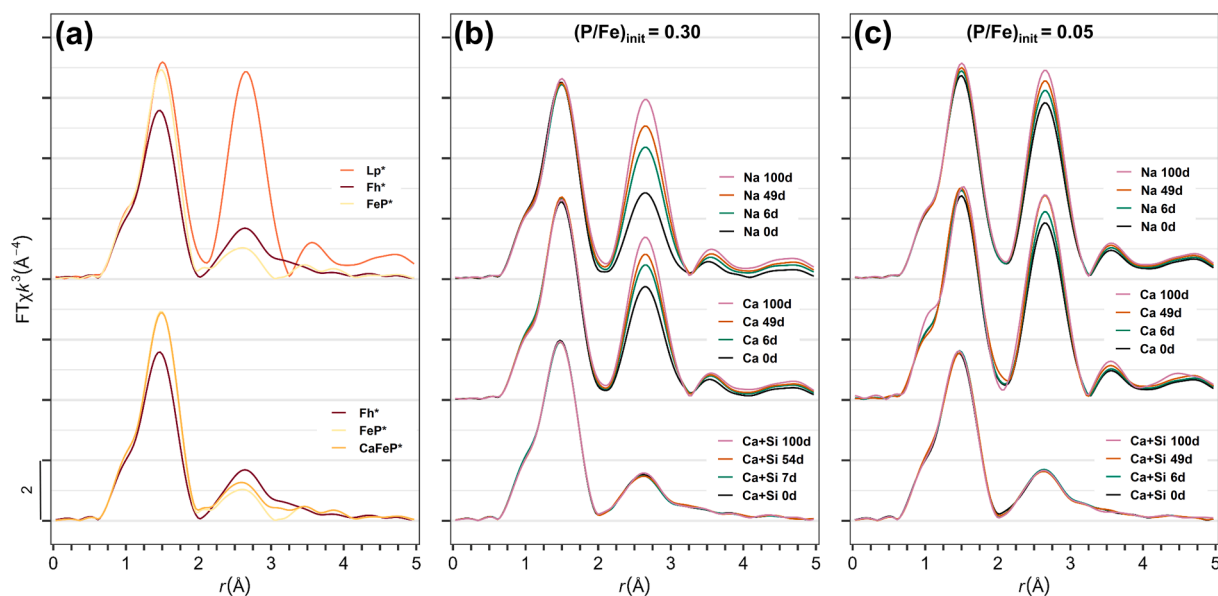 (a)
Lp*
Fh*
FeP*
Fh*
FeP*
CaFeP*
FTχk³(Å⁻⁴)
2
0 1 2 3 4 5
r(Å)
(b)
(P/Fe)init = 0.30
Na 100d
Na 49d
Na 6d
Na 0d
Ca 100d
Ca 49d
Ca 6d
Ca 0d
Ca+Si 100d
Ca+Si 54d
Ca+Si 7d
Ca+Si 0d
0 1 2 3 4 5
r(Å)
(c)
(P/Fe)init = 0.05
Na 100d
Na 49d
Na 6d
Na 0d
Ca 100d
Ca 49d
Ca 6d
Ca 0d
Ca+Si 100d
Ca+Si 49d
Ca+Si 6d
Ca+Si 0d
0 1 2 3 4 5
r(Å)